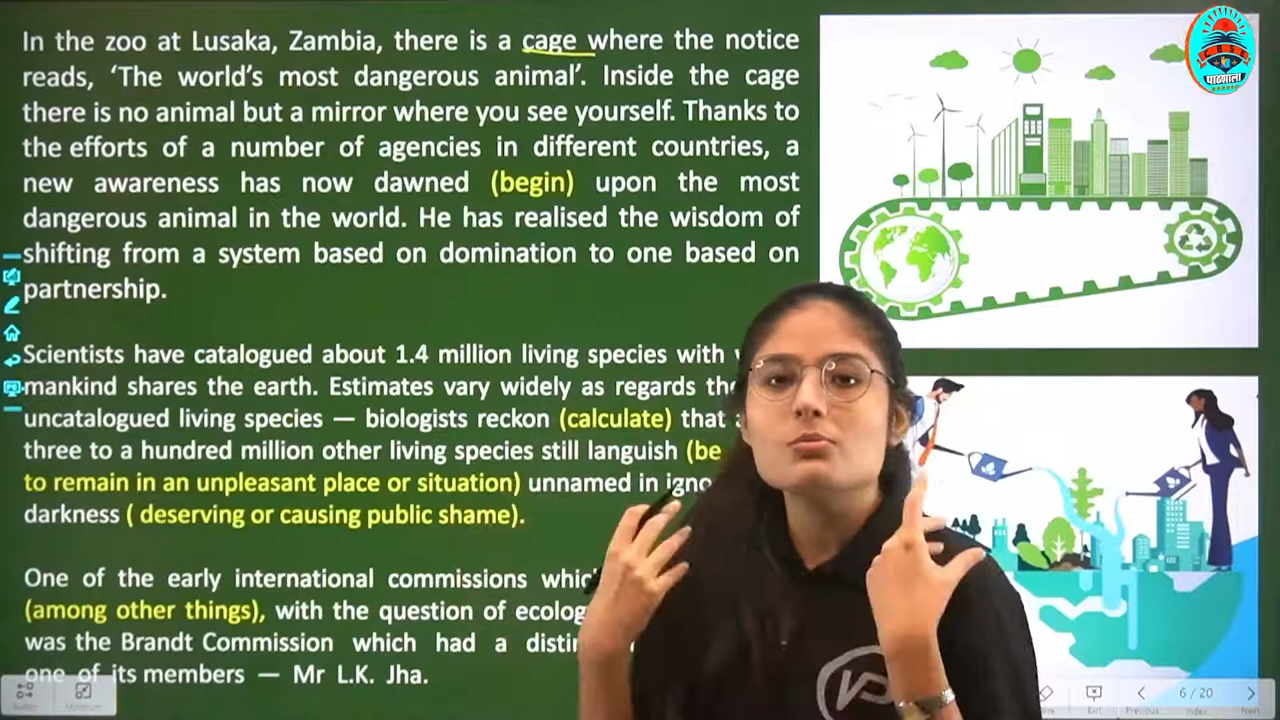 In the zoo at Lusaka, Zambia, there is a cage where the notice
reads, ‘The world’s most dangerous animal’. Inside the cage
there is no animal but a mirror where you see yourself. Thanks to
the efforts of a number of agencies in different countries, a
new awareness has now dawned (begin) upon the most
dangerous animal in the world. He has realised the wisdom of
shifting from a system based on domination to one based on
partnership.
Scientists have catalogued about 1.4 million living species with
mankind shares the earth. Estimates vary widely as regards
uncatalogued living species — biologists reckon (calculate) that
three to a hundred million other living species still languish (be
to remain in an unpleasant place or situation) unnamed in
darkness ( deserving or causing public shame).
One of the early international commissions
(among other things), with the question of
was the Brandt Commission which had a
one of its members — Mr L.K. Jha.
CBSE
पाठशाला
Switch
Minimize
Exit
Previous
6 / 20
Index
Next